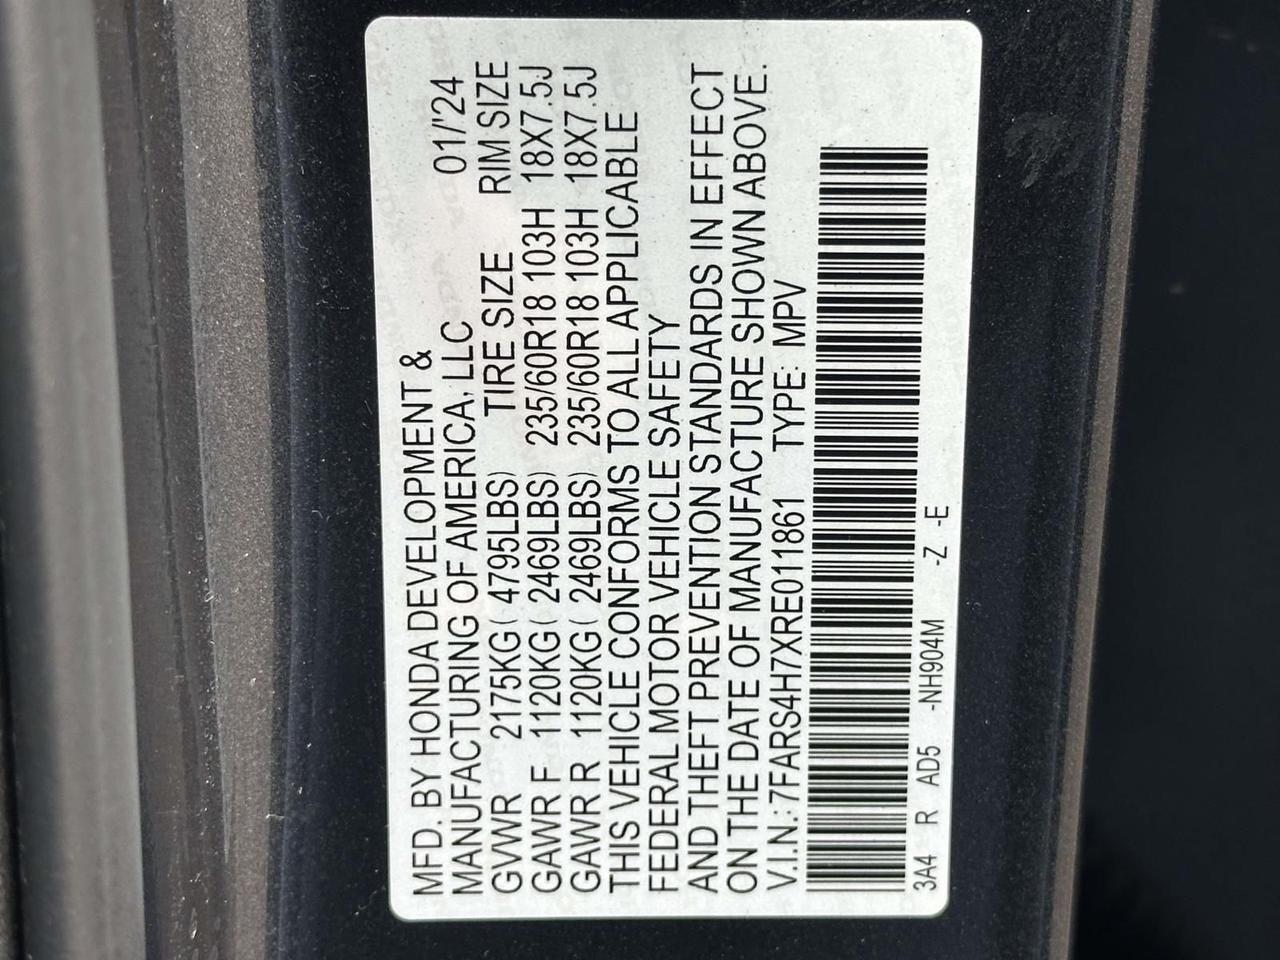 MFD. BY HONDA DEVELOPMENT &
MANUFACTURING OF AMERICA, LLC 01/'24
GVWR 2175KG( 4795LBS) TIRE SIZE RIM SIZE
GAWR F 1120KG( 2469LBS) 235/60R18 103H 18X7.5J
GAWR R 1120KG( 2469LBS) 235/60R18 103H 18X7.5J
THIS VEHICLE CONFORMS TO ALL APPLICABLE
FEDERAL MOTOR VEHICLE SAFETY
AND THEFT PREVENTION STANDARDS IN EFFECT
ON THE DATE OF MANUFACTURE SHOWN ABOVE.
V.I.N.: 7FARS4H7XRE011861 TYPE: MPV
3A4 R AD5 -NH904M -Z -E